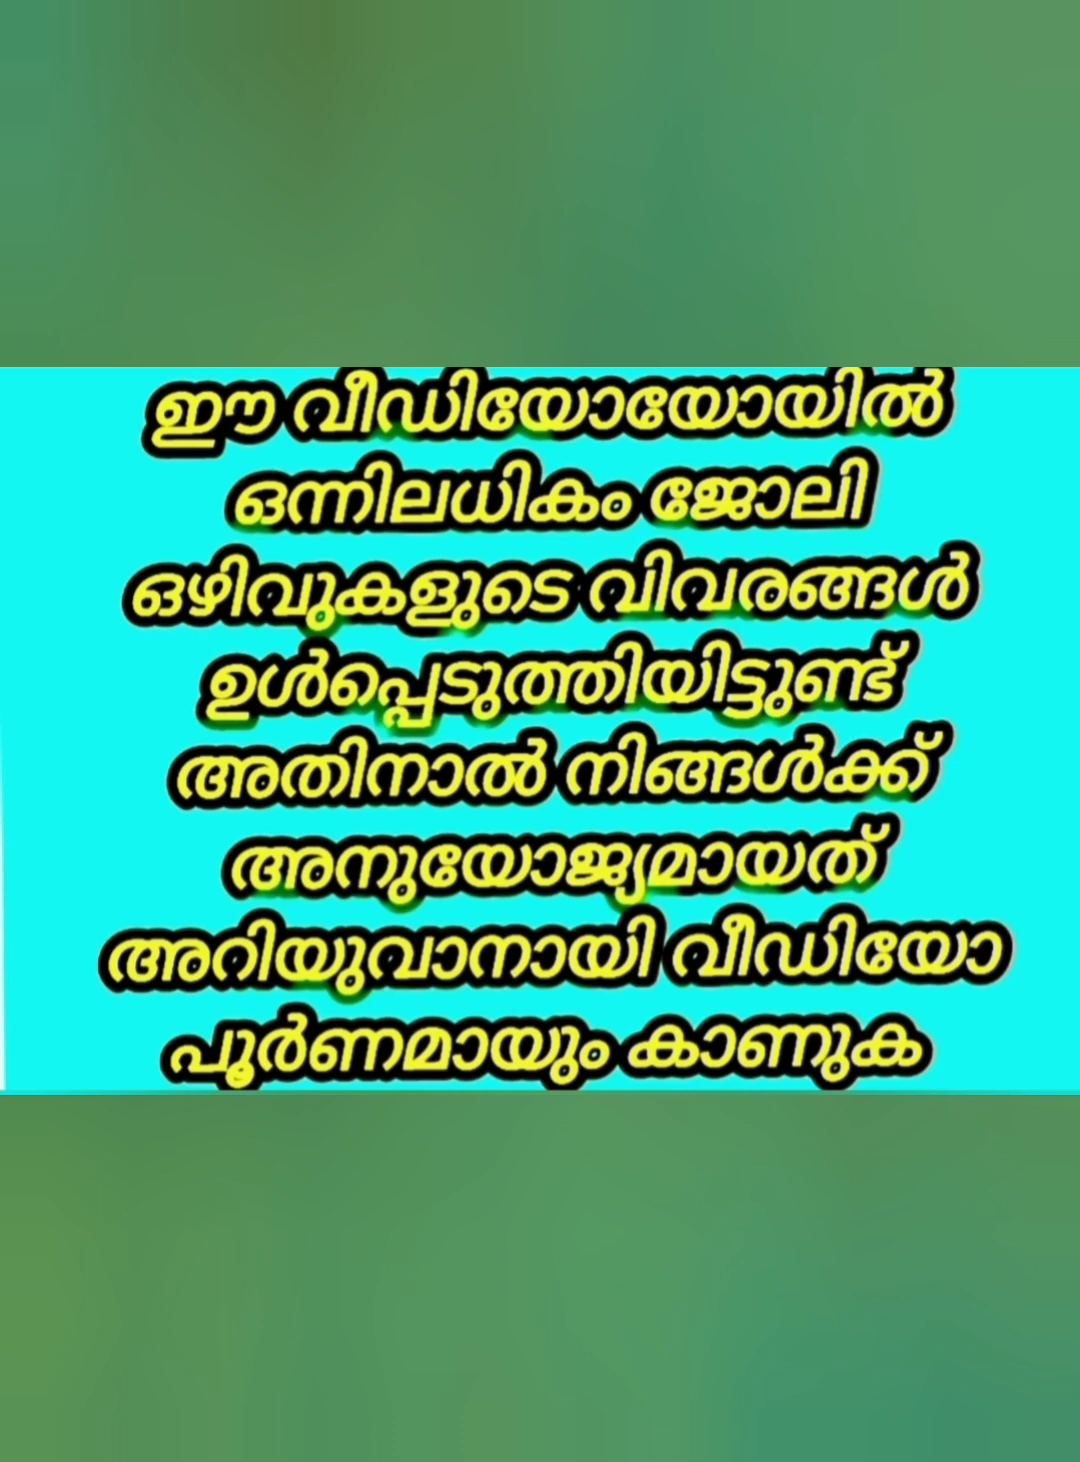 ഈ വീഡിയോയോയിൽ
ഒന്നിലധികം ജോലി
ഒഴിവുകളുടെ വിവരങ്ങൾ
ഉൾപ്പെടുത്തിയിട്ടുണ്ട്
അതിനാൽ നിങ്ങൾക്ക്
അനുയോജ്യമായത്
അറിയുവാനായി വീഡിയോ
പൂർണമായും കാണുക